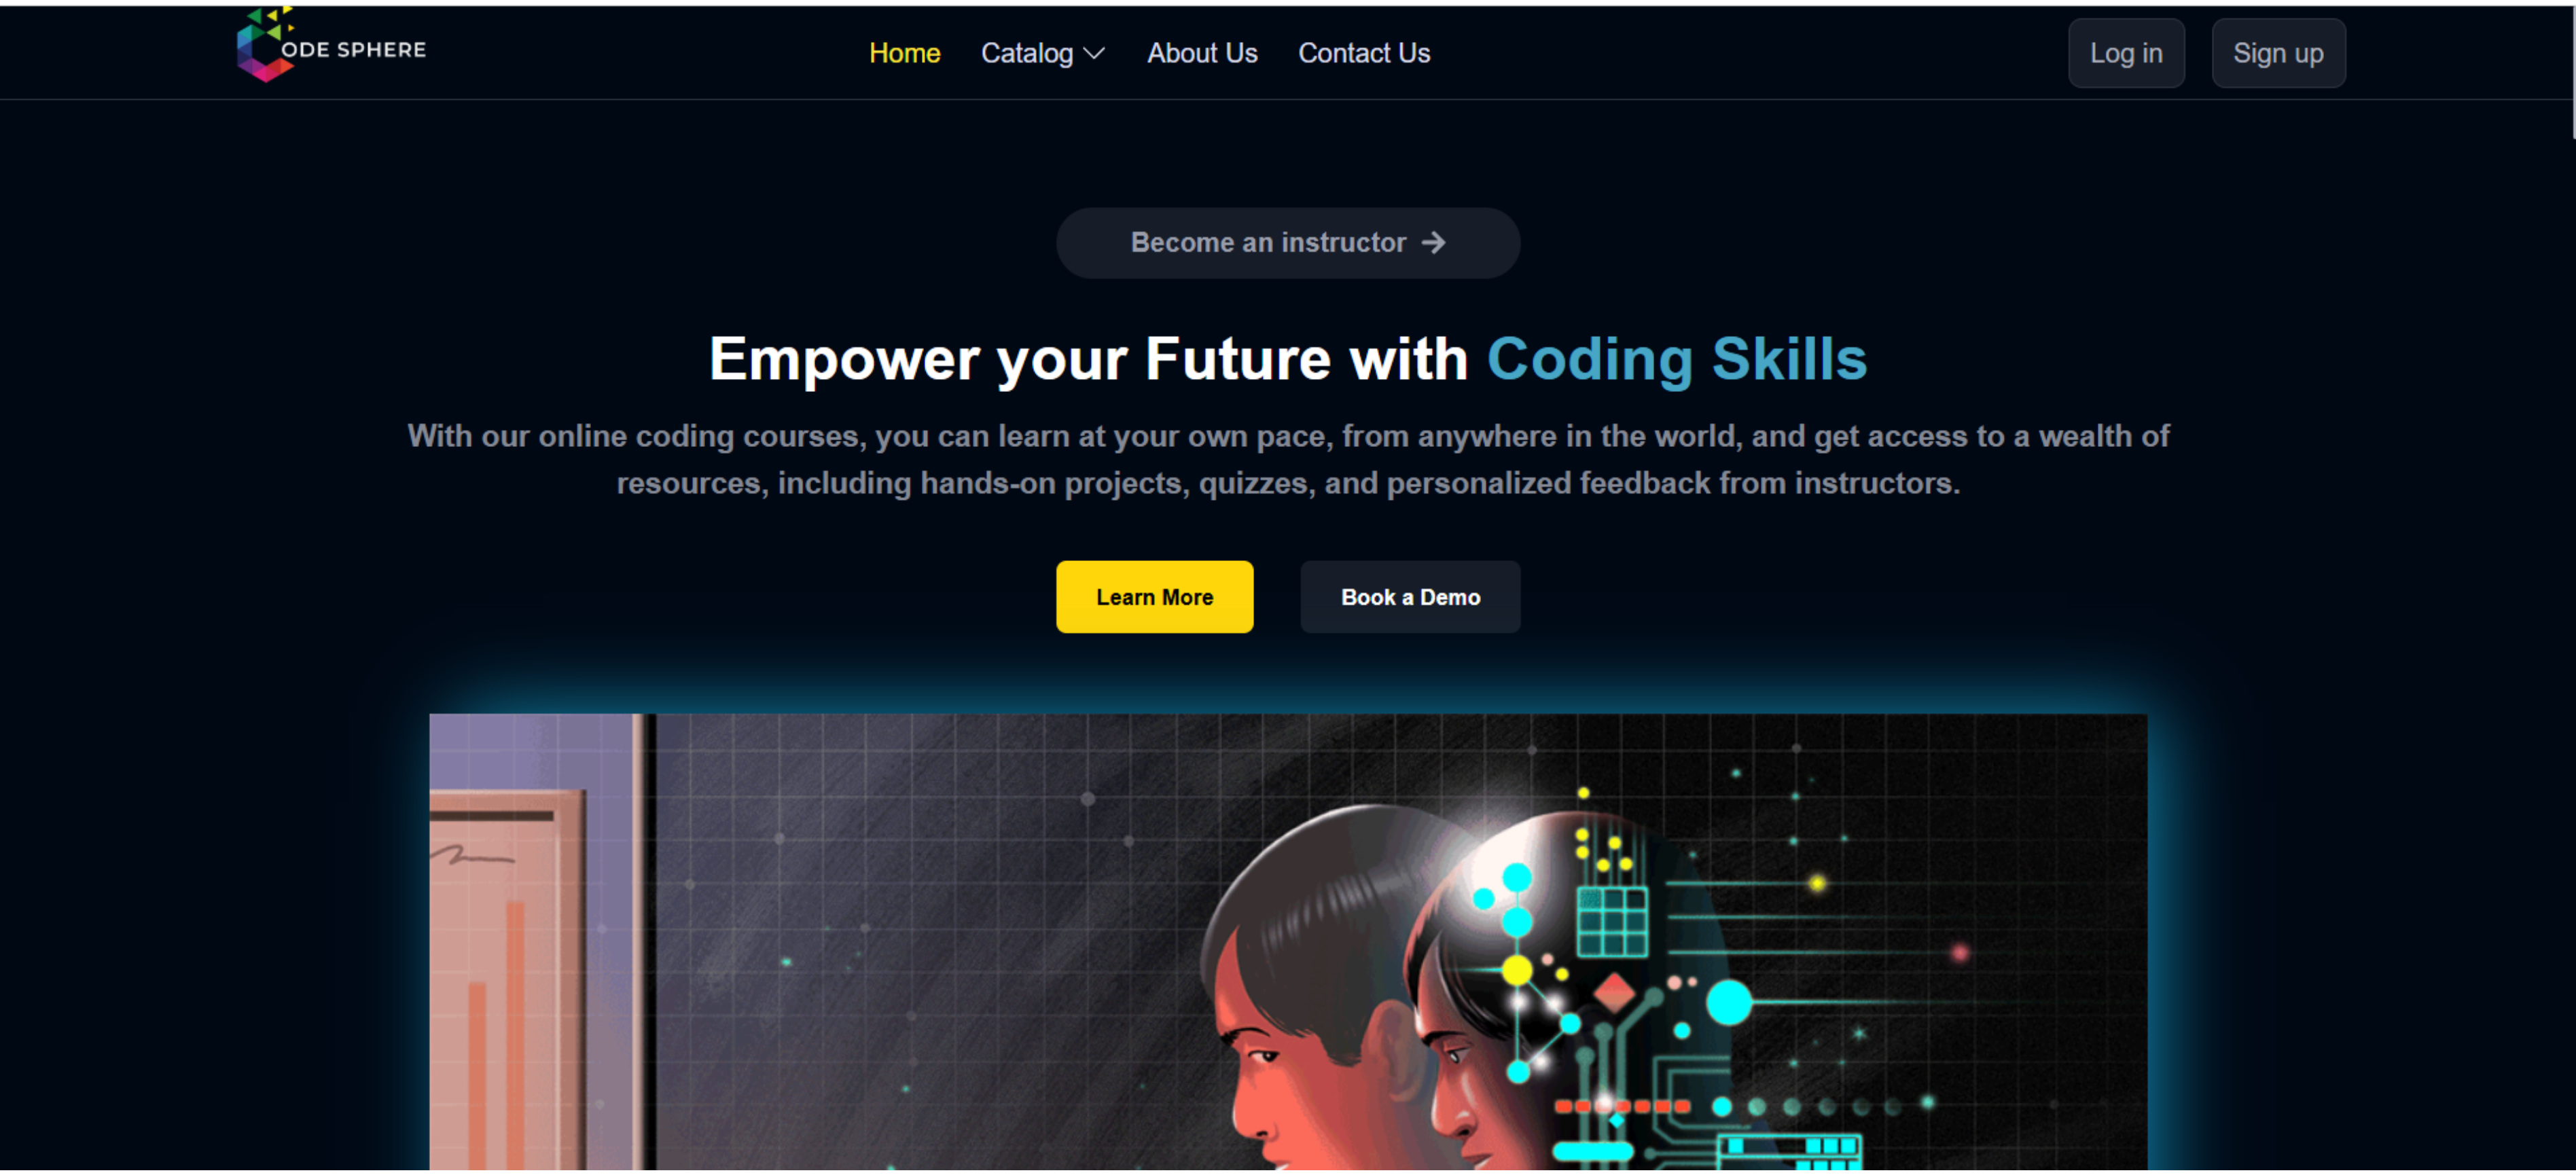 ODE SPHERE
Home Catalog About Us Contact Us
Log in Sign up
Become an instructor
Empower your Future with Coding Skills
With our online coding courses, you can learn at your own pace, from anywhere in the world, and get access to a wealth of
resources, including hands-on projects, quizzes, and personalized feedback from instructors.
Learn More Book a Demo